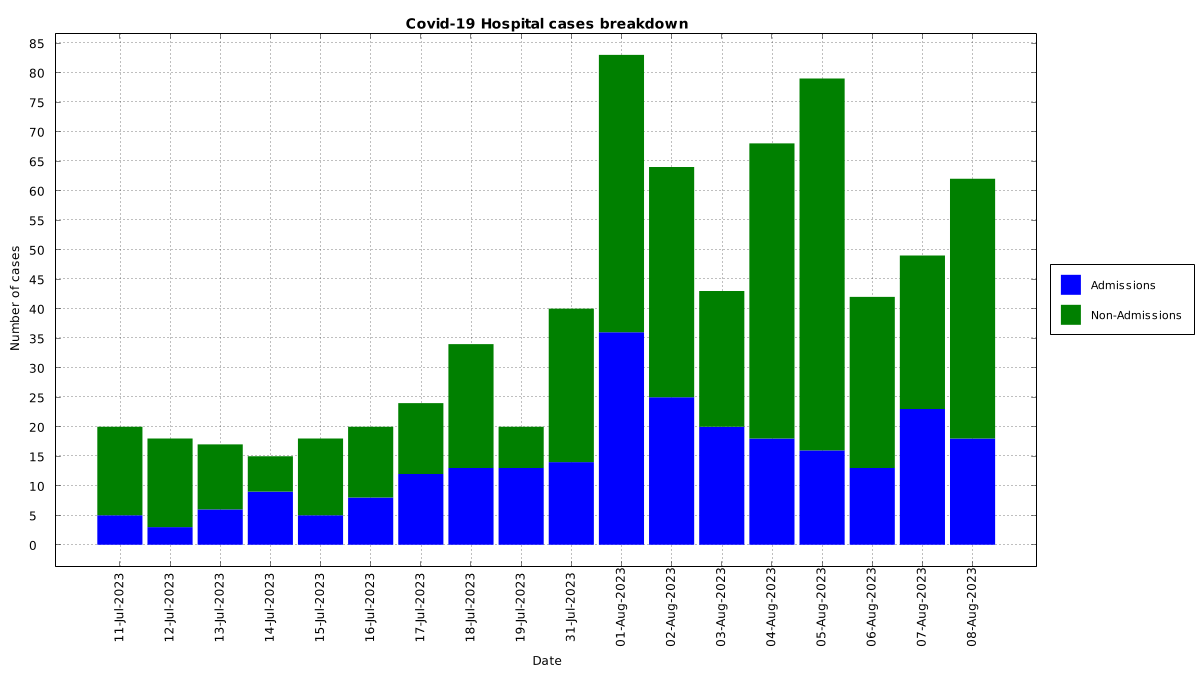 Covid-19 Hospital cases breakdown
85
80
75
70
65
60
55
50
45
40
35
30
25
20
15
10
5
0
Number of cases
11-Jul-2023
12-Jul-2023
13-Jul-2023
14-Jul-2023
15-Jul-2023
16-Jul-2023
17-Jul-2023
18-Jul-2023
19-Jul-2023
31-Jul-2023
01-Aug-2023
02-Aug-2023
03-Aug-2023
04-Aug-2023
05-Aug-2023
06-Aug-2023
07-Aug-2023
08-Aug-2023
Date
Admissions
Non-Admissions